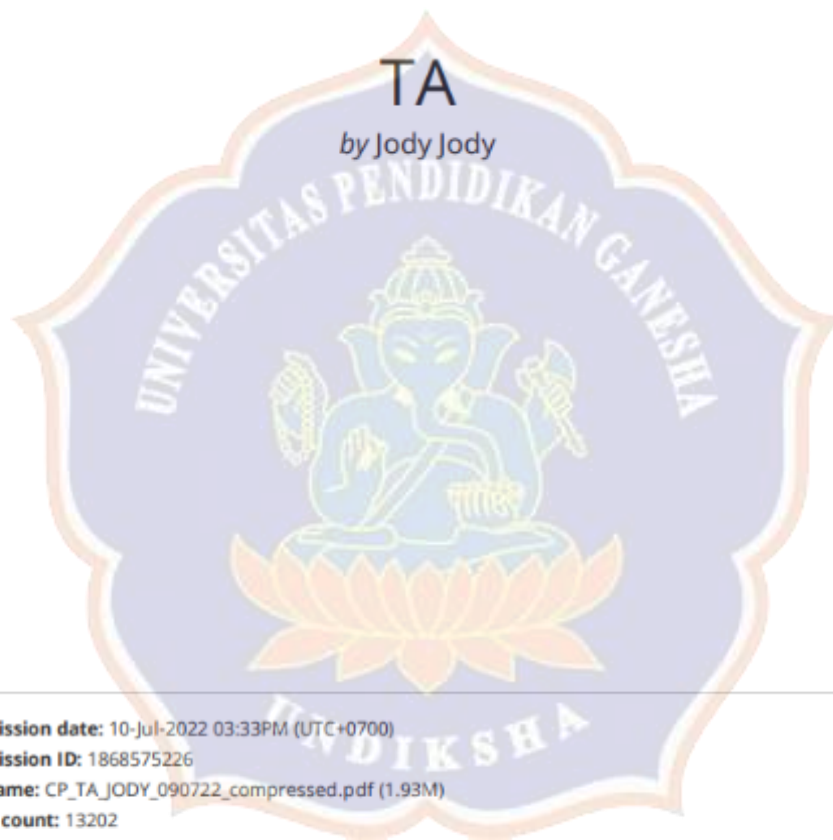 TA
by Jody Jody
UNIVERSITAS PENDIDIKAN GANESHA
UNDIKSHA
ission date: 10-Jul-2022 03:33PM (UTC+0700)
ission ID: 1868575226
ame: CP_TA_JODY_090722_compressed.pdf (1.93M)
count: 13202